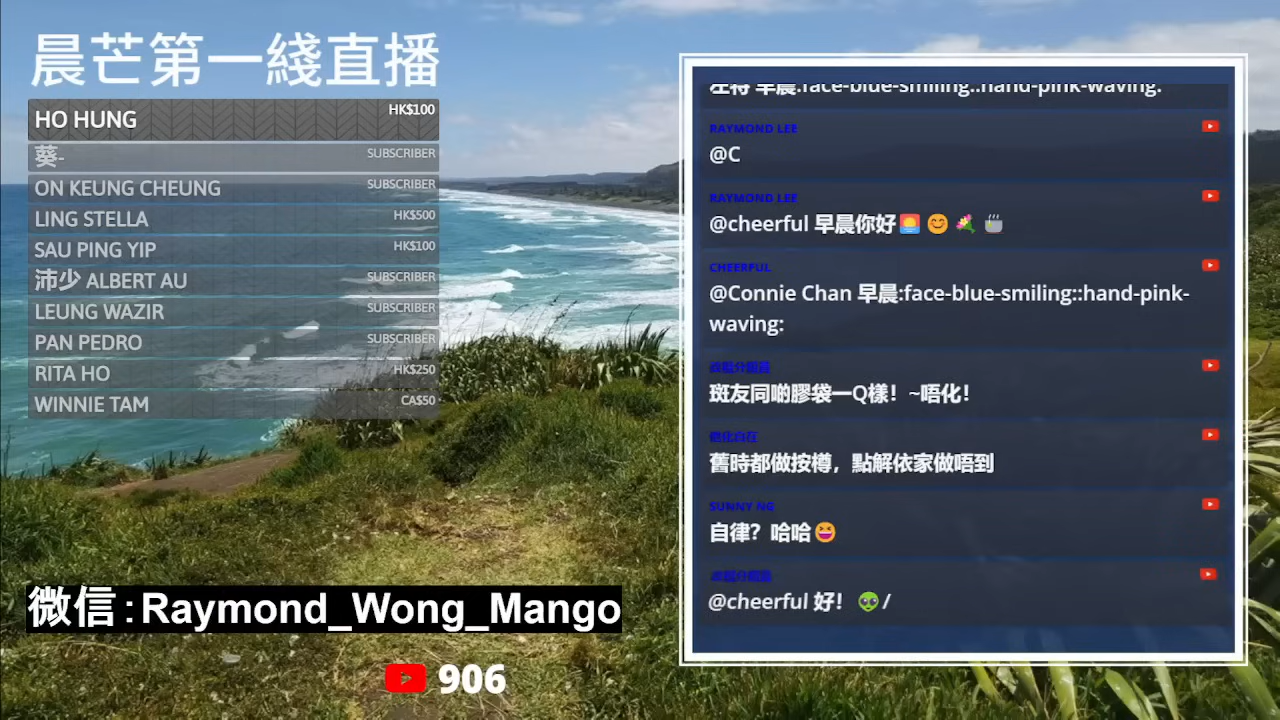 晨芒第一綫直播
HO HUNG HK$100
葵- SUBSCRIBER
ON KEUNG CHEUNG SUBSCRIBER
LING STELLA HK$500
SAU PING YIP HK$100
沛少 ALBERT AU SUBSCRIBER
LEUNG WAZIR SUBSCRIBER
PAN PEDRO SUBSCRIBER
RITA HO HK$250
WINNIE TAM CA$50
微信:Raymond_Wong_Mango
906
早晨:face-blue-smiling::hand-pink-waving:
RAYMOND LEE
@C
RAYMOND LEE
@cheerful 早晨你好🌅😊💐☕
CHEERFUL
@Connie Chan 早晨:face-blue-smiling::hand-pink-
waving:
斑友同啲膠袋一Q樣！~唔化！
舊時都做按樽，點解依家做唔到
SUNNY NG
自律？哈哈😆
@cheerful 好！👽/